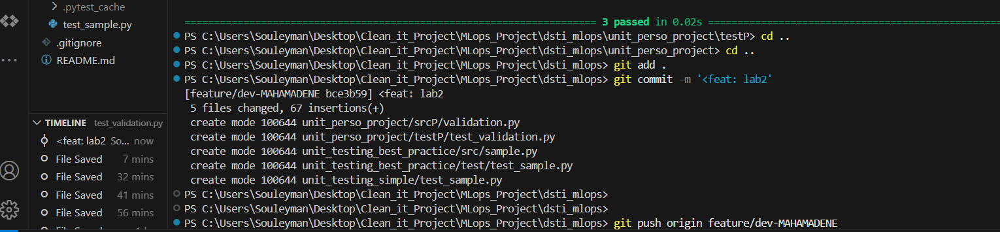 .pytest_cache
test_sample.py
.gitignore
README.md
TIMELINE test_validation.py
<feat: lab2 So... now
File Saved 7 mins
File Saved 32 mins
File Saved 41 mins
File Saved 56 mins
======================================================================= 3 passed in 0.02s =======================================================================
PS C:\Users\Souleyman\Desktop\Clean_it_Project\MLops_Project\dsti_mlops\unit_perso_project\testP> cd ..
PS C:\Users\Souleyman\Desktop\Clean_it_Project\MLops_Project\dsti_mlops\unit_perso_project> cd ..
PS C:\Users\Souleyman\Desktop\Clean_it_Project\MLops_Project\dsti_mlops> git add .
PS C:\Users\Souleyman\Desktop\Clean_it_Project\MLops_Project\dsti_mlops> git commit -m '<feat: lab2'
[feature/dev-MAHAMADENE bce3b59] <feat: lab2
5 files changed, 67 insertions(+)
create mode 100644 unit_perso_project/srcP/validation.py
create mode 100644 unit_perso_project/testP/test_validation.py
create mode 100644 unit_testing_best_practice/src/sample.py
create mode 100644 unit_testing_best_practice/test/test_sample.py
create mode 100644 unit_testing_simple/test_sample.py
PS C:\Users\Souleyman\Desktop\Clean_it_Project\MLops_Project\dsti_mlops>
PS C:\Users\Souleyman\Desktop\Clean_it_Project\MLops_Project\dsti_mlops>
PS C:\Users\Souleyman\Desktop\Clean_it_Project\MLops_Project\dsti_mlops> git push origin feature/dev-MAHAMADENE